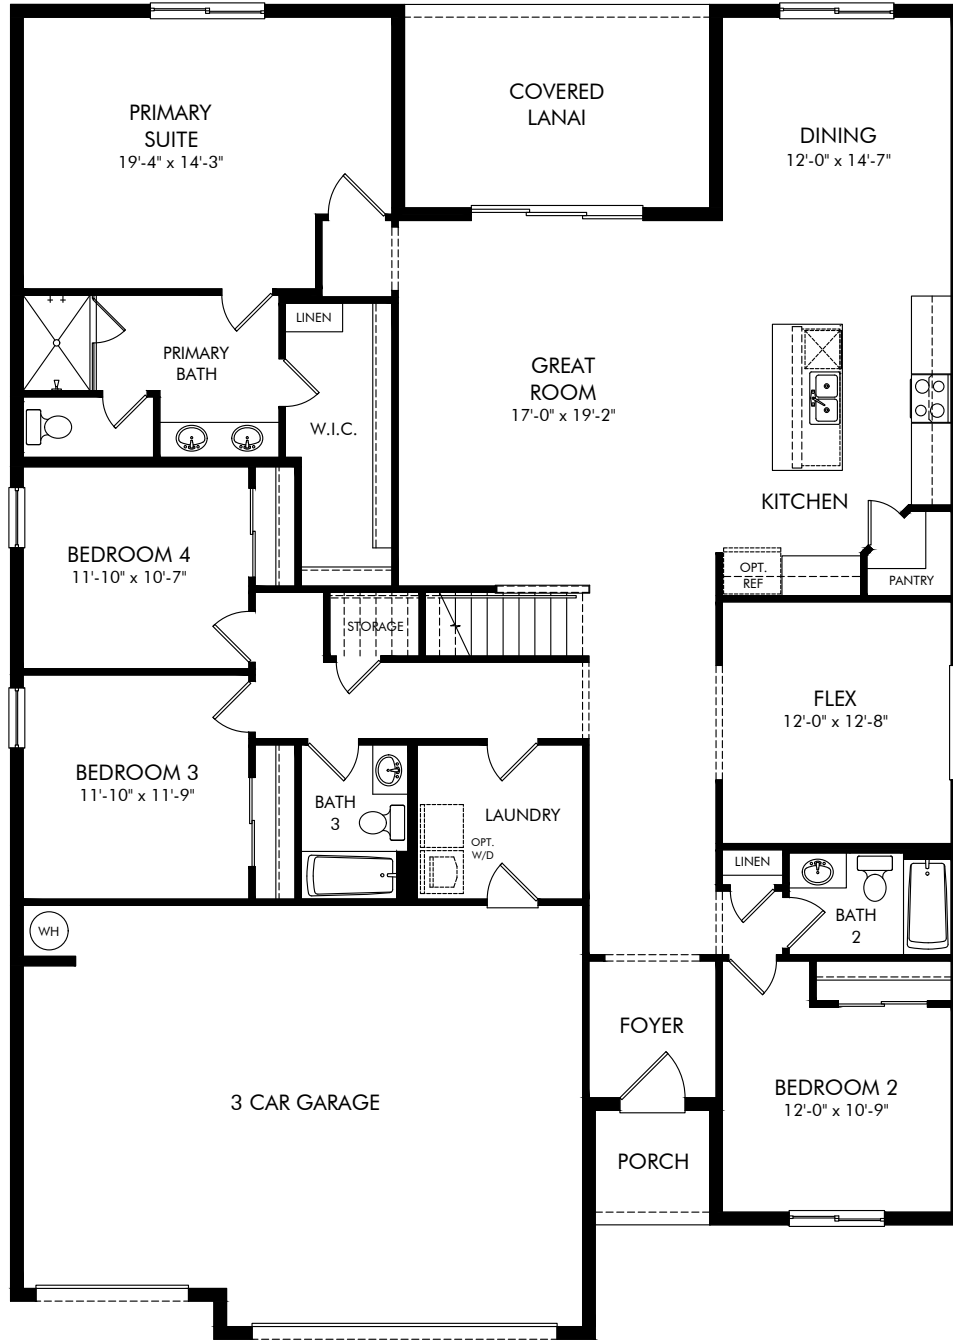 PRIMARY
SUITE
19'-4" x 14'-3"
COVERED
LANAI
DINING
12'-0" x 14'-7"
LINEN
PRIMARY
BATH
W.I.C.
GREAT
ROOM
17'-0" x 19'-2"
KITCHEN
OPT.
REF
PANTRY
BEDROOM 4
11'-10" x 10'-7"
STORAGE
FLEX
12'-0" x 12'-8"
BEDROOM 3
11'-10" x 11'-9"
BATH
3
LAUNDRY
OPT.
W/D
LINEN
BATH
2
WH
FOYER
BEDROOM 2
12'-0" x 10'-9"
3 CAR GARAGE
PORCH